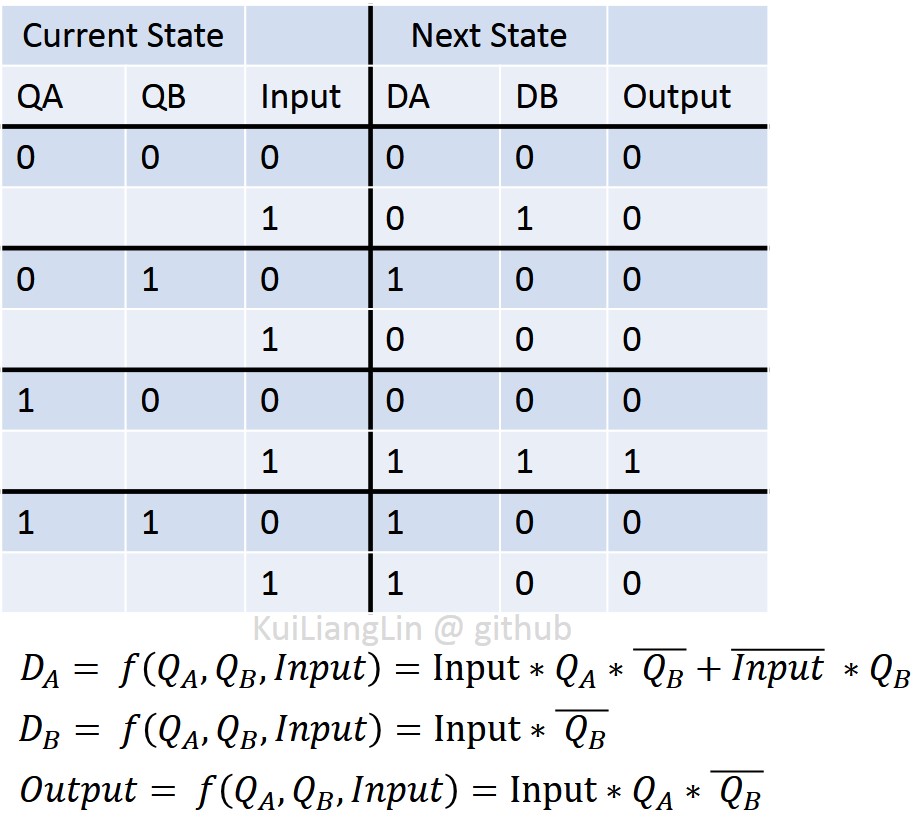 Current State Next State
QA QB Input DA DB Output
0 0 0 0 0 0
1 0 1 0
0 1 0 1 0 0
1 0 0 0
1 0 0 0 0 0
1 1 1 1
1 1 0 1 0 0
1 1 0 0
KuiLiangLin @ github
D_A = f(Q_A, Q_B, Input) = Input * Q_A * \overline{Q_B} + \overline{Input} * Q_B
D_B = f(Q_A, Q_B, Input) = Input * \overline{Q_B}
Output = f(Q_A, Q_B, Input) = Input * Q_A * \overline{Q_B}